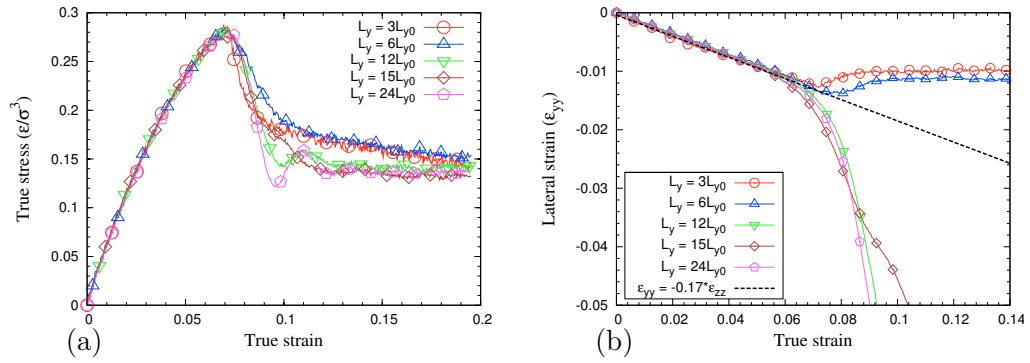 0.3
0.25
0.2
0.15
0.1
0.05
0
True stress (ε/σ³)
L_y = 3L_y0
L_y = 6L_y0
L_y = 12L_y0
L_y = 15L_y0
L_y = 24L_y0
0 0.05 0.1 0.15 0.2
True strain
(a)
0
-0.01
-0.02
-0.03
-0.04
-0.05
Lateral strain (ε_yy)
L_y = 3L_y0
L_y = 6L_y0
L_y = 12L_y0
L_y = 15L_y0
L_y = 24L_y0
ε_yy = -0.17*ε_zz
0 0.02 0.04 0.06 0.08 0.1 0.12 0.14
True strain
(b)